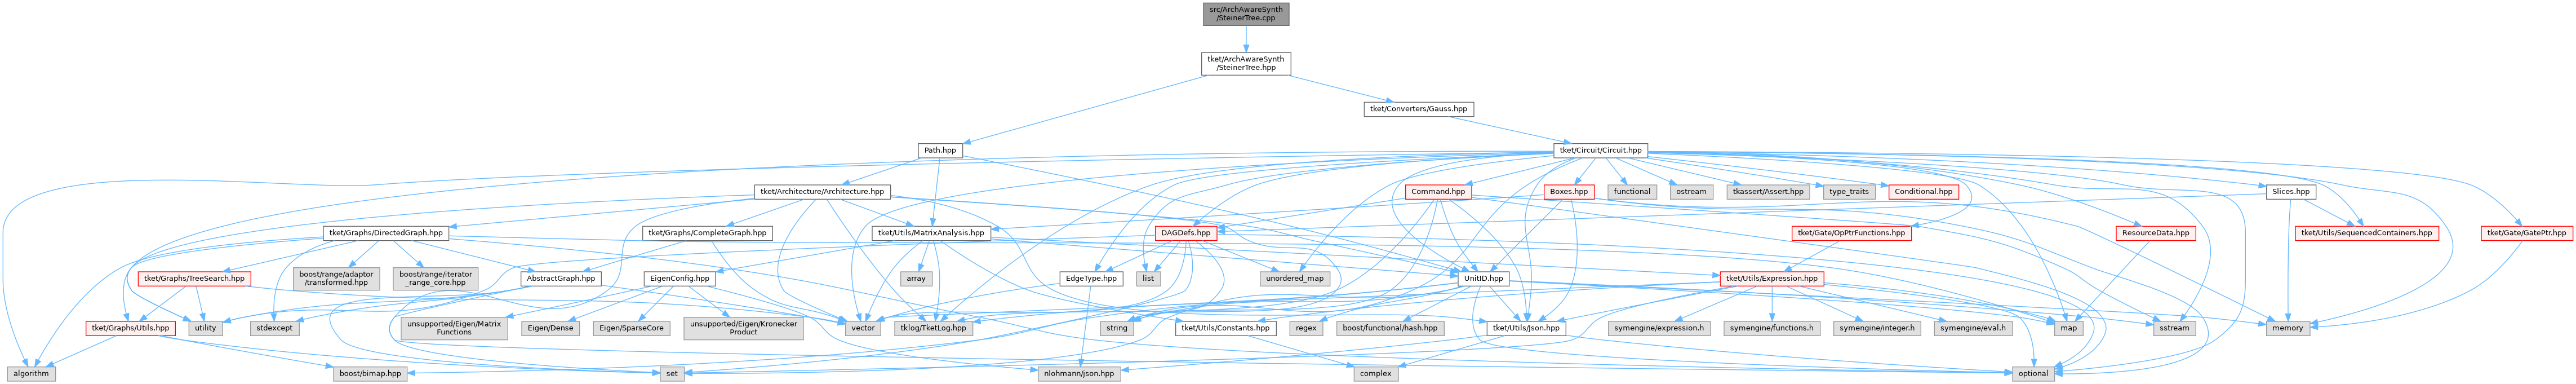 src/ArchAwareSynth
/SteinerTree.cpp
tket/ArchAwareSynth
/SteinerTree.hpp
tket/Converters/Gauss.hpp
Path.hpp
tket/Circuit/Circuit.hpp
tket/Architecture/Architecture.hpp
Command.hpp
Boxes.hpp
functional
ostream
tkassert/Assert.hpp
type_traits
Conditional.hpp
Slices.hpp
tket/Graphs/DirectedGraph.hpp
tket/Graphs/CompleteGraph.hpp
tket/Utils/MatrixAnalysis.hpp
DAGDefs.hpp
tket/Gate/OpPtrFunctions.hpp
ResourceData.hpp
tket/Utils/SequencedContainers.hpp
tket/Gate/GatePtr.hpp
tket/Graphs/TreeSearch.hpp
boost/range/adaptor
/transformed.hpp
boost/range/iterator
_range_core.hpp
AbstractGraph.hpp
EigenConfig.hpp
array
EdgeType.hpp
list
unordered_map
UnitID.hpp
tket/Utils/Expression.hpp
tket/Graphs/Utils.hpp
utility
stdexcept
unsupported/Eigen/Matrix
Functions
Eigen/Dense
Eigen/SparseCore
unsupported/Eigen/Kronecker
Product
vector
tklog/TketLog.hpp
string
tket/Utils/Constants.hpp
regex
boost/functional/hash.hpp
tket/Utils/Json.hpp
symengine/expression.h
symengine/functions.h
symengine/integer.h
symengine/eval.h
map
sstream
memory
algorithm
boost/bimap.hpp
set
nlohmann/json.hpp
complex
optional